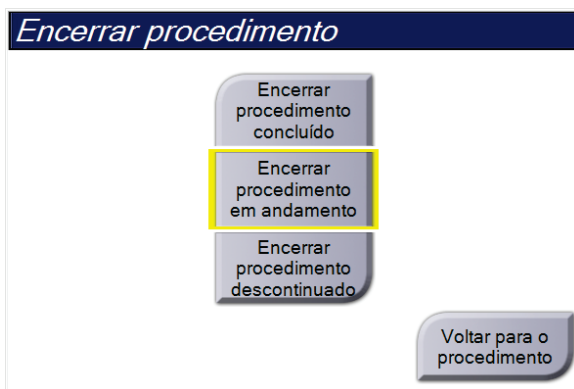 Encerrar procedimento
Encerrar
procedimento
concluído
Encerrar
procedimento
em andamento
Encerrar
procedimento
descontinuado
Voltar para o
procedimento